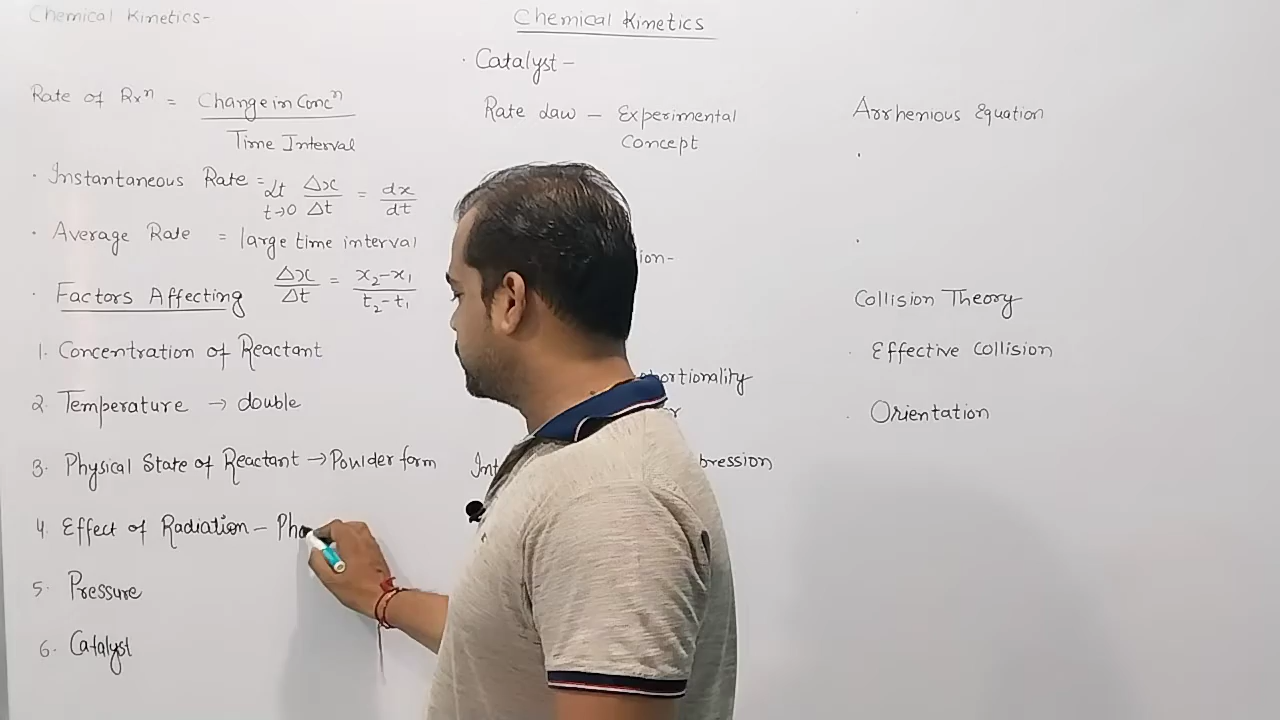 Chemical Kinetics-
Rate of Rxⁿ = Change in Concⁿ
Time Interval
· Instantaneous Rate = Lt t→0 Δx/Δt = dx/dt
· Average Rate = large time interval
Δx/Δt = x₂-x₁/t₂-t₁
· Factors Affecting
1. Concentration of Reactant
2. Temperature → double
3. Physical State of Reactant → Poulder form
4. Effect of Radiation – Pho
5. Pressure
6. Catalyst
Chemical Kinetics
· Catalyst –
Rate Law – Experimental
Concept
ion-
portionality
r
Int
pression
Arrhenious Equation
Collision Theory
· Effective Collision
· Orientation